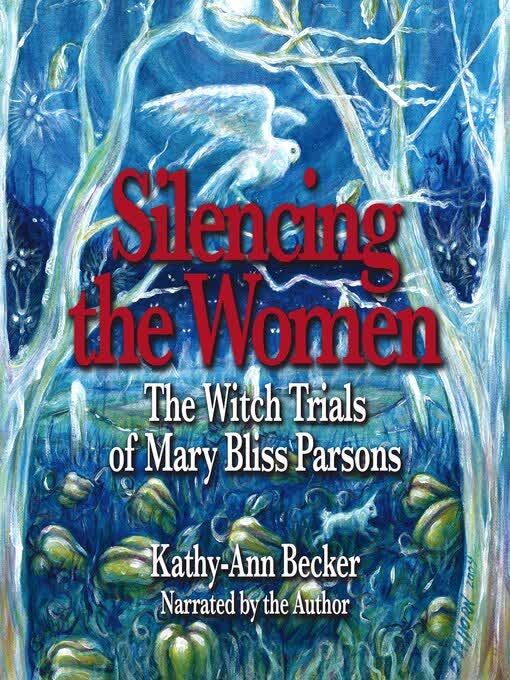 Silencing
the Women
The Witch Trials
of Mary Bliss Parsons
Kathy-Ann Becker
Narrated by the Author